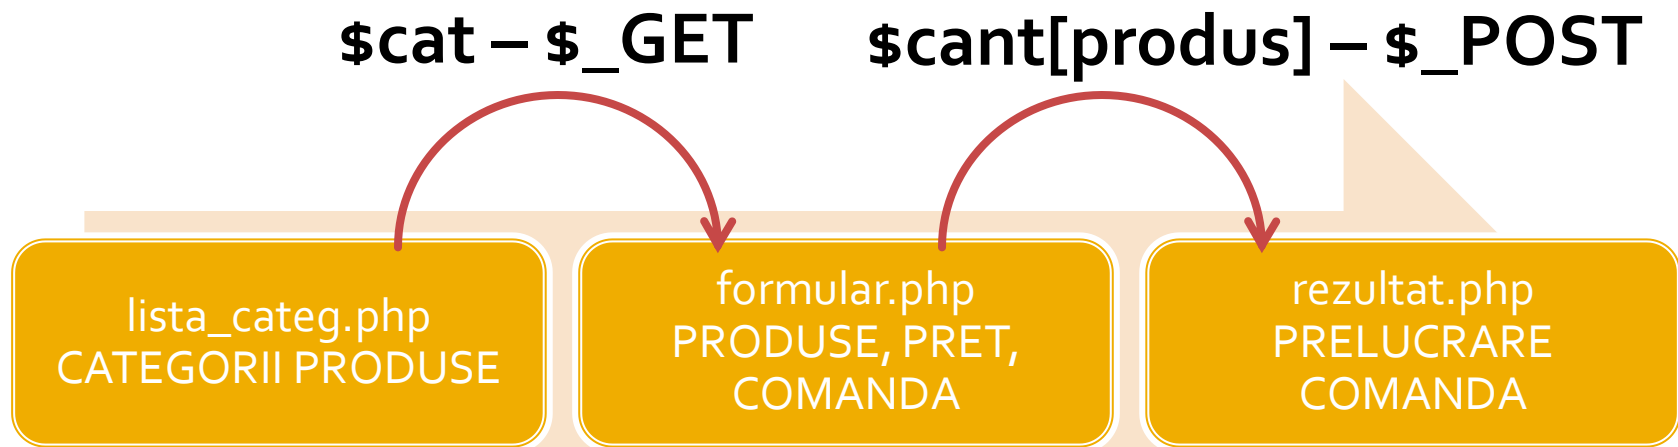 $cat – $_GET
$cant[produs] – $_POST
lista_categ.php
CATEGORII PRODUSE
formular.php
PRODUSE, PRET,
COMANDA
rezultat.php
PRELUCRARE
COMANDA